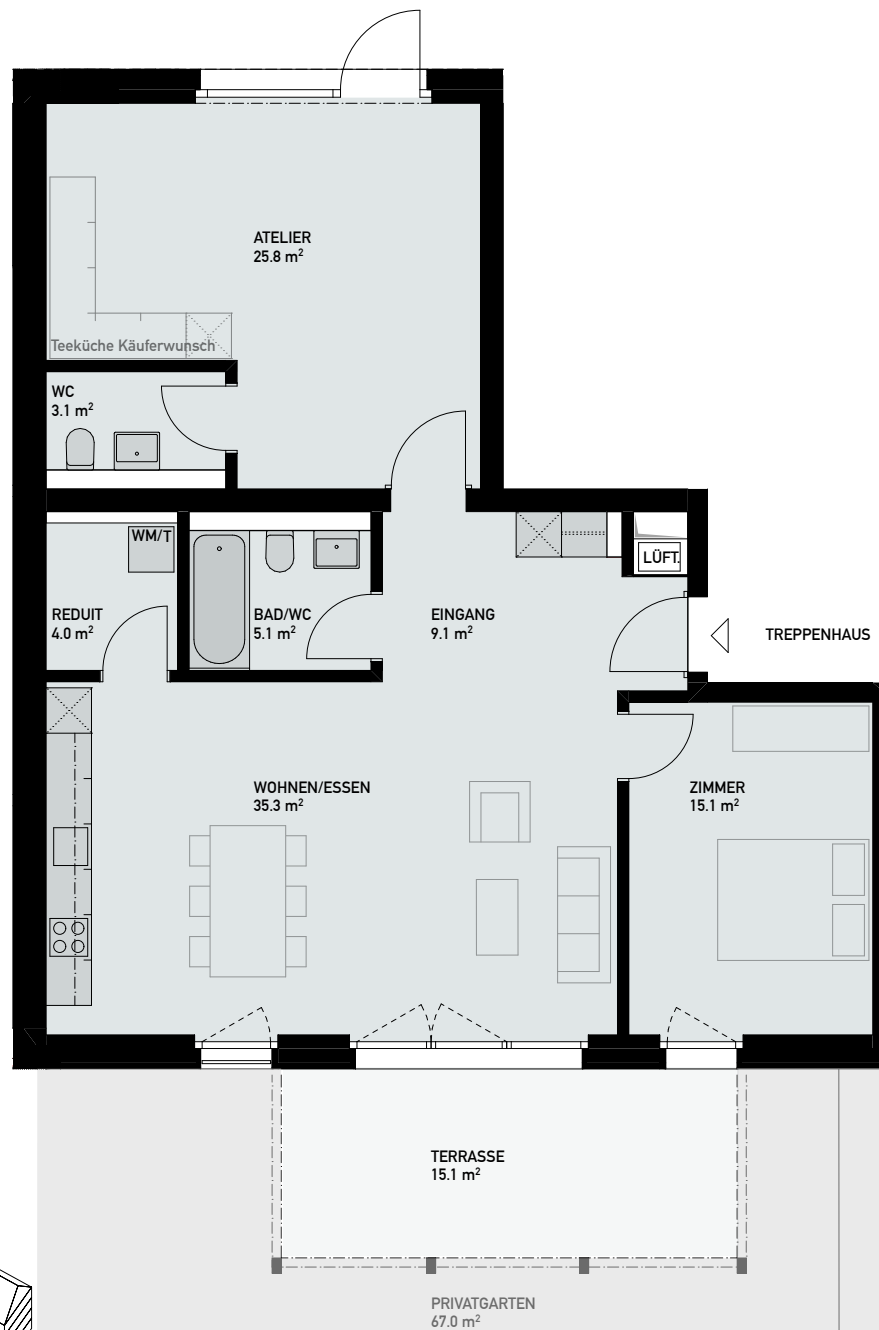 ATELIER
25.8 m²
Teeküche Käuferwunsch
WC
3.1 m²
WM/T
LÜFT.
REDUIT
4.0 m²
BAD/WC
5.1 m²
EINGANG
9.1 m²
TREPPENHAUS
WOHNEN/ESSEN
35.3 m²
ZIMMER
15.1 m²
TERRASSE
15.1 m²
PRIVATGARTEN
67.0 m²